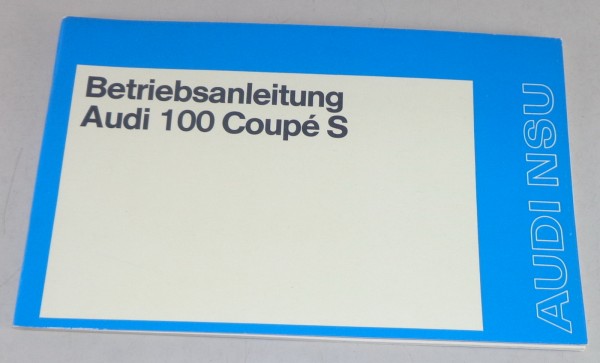 Betriebsanleitung
Audi 100 Coupé S
AUDI NSU